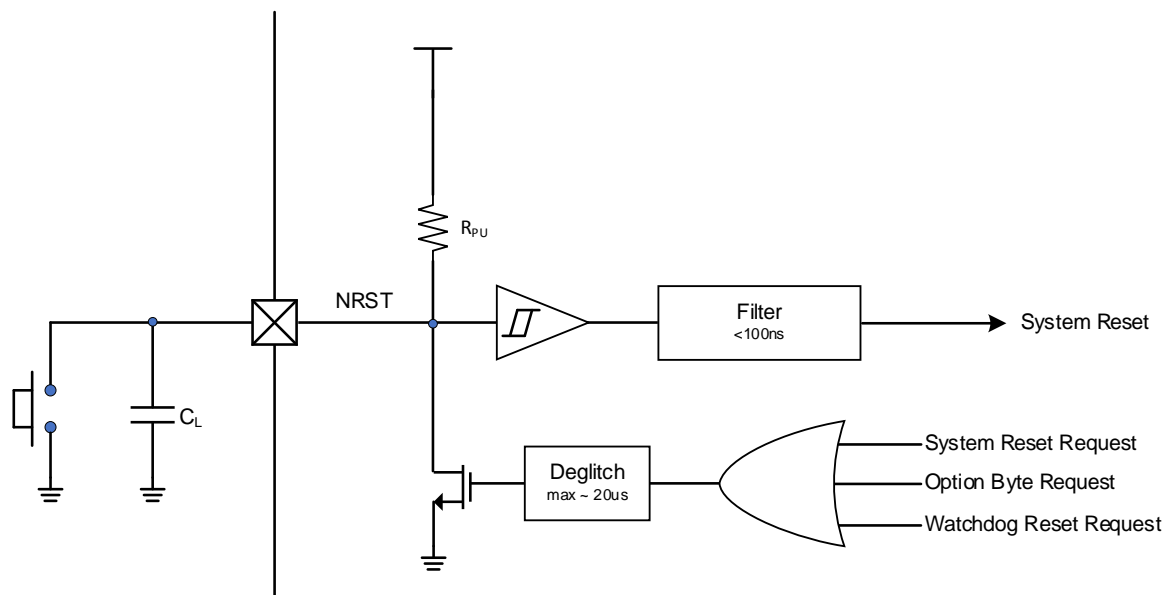 R_PU
NRST
Filter
<100ns
System Reset
C_L
System Reset Request
Deglitch
max ~ 20us
Option Byte Request
Watchdog Reset Request